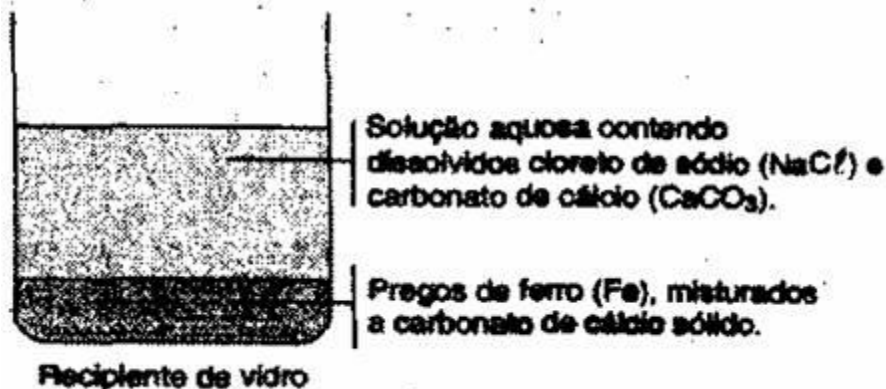 Solução aquosa contendo
dissolvidos cloreto de sódio (NaCℓ) e
carbonato de cálcio (CaCO₃).
Pregos de ferro (Fe), misturados
a carbonato de cálcio sólido.
Recipiente de vidro